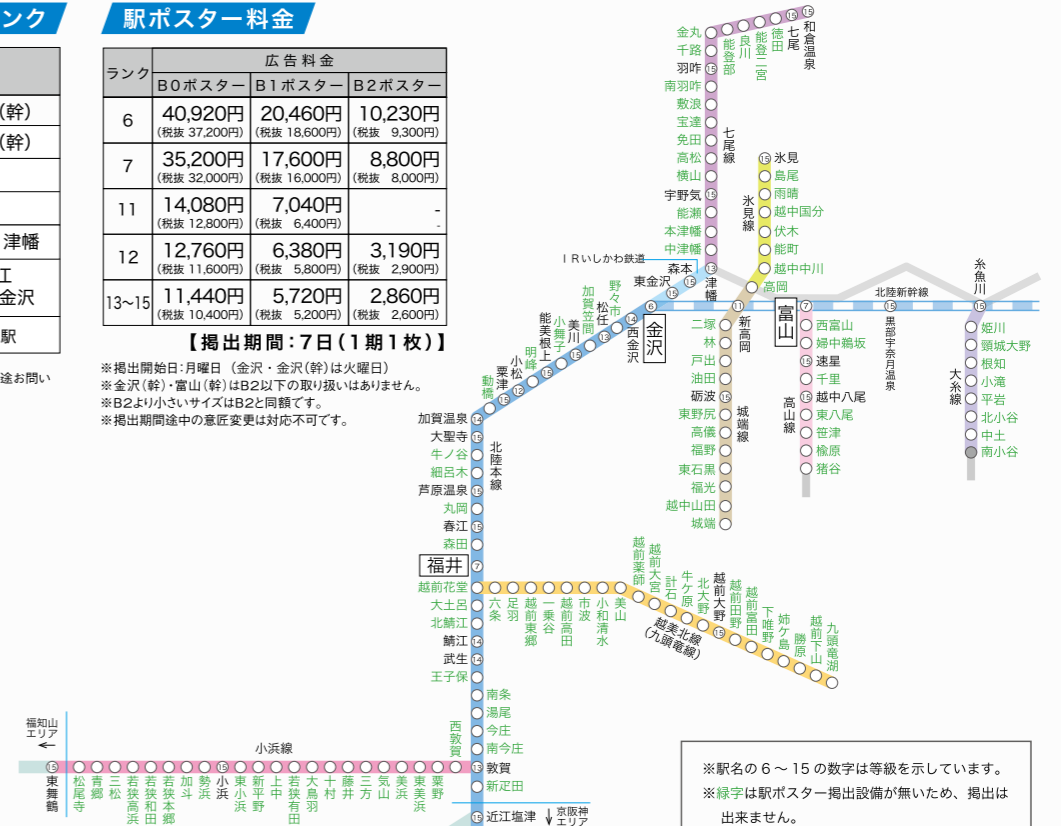 ンク
駅ポスター料金
(幹)
(幹)
津幡
江
金沢
駅
途お問い
ランク
広告料金
B0ポスター B1ポスター B2ポスター
6 40,920円 20,460円 10,230円
(税抜 37,200円) (税抜 18,600円) (税抜 9,300円)
7 35,200円 17,600円 8,800円
(税抜 32,000円) (税抜 16,000円) (税抜 8,000円)
11 14,080円 7,040円 -
(税抜 12,800円) (税抜 6,400円) -
12 12,760円 6,380円 3,190円
(税抜 11,600円) (税抜 5,800円) (税抜 2,900円)
13~15 11,440円 5,720円 2,860円
(税抜 10,400円) (税抜 5,200円) (税抜 2,600円)
【掲出期間:7日(1期1枚)】
※掲出開始日:月曜日 (金沢・金沢(幹)は火曜日)
※金沢(幹)・富山(幹)はB2以下の取り扱いはありません。
※B2より小さいサイズはB2と同額です。
※掲出期間途中の意匠変更は対応不可です。
和倉温泉
⑮
七尾
⑮
徳田
能登二宮
良川
能登部
金丸
千路
羽咋
⑮
南羽咋
敷浪
宝達
免田
高松
横山
宇野気
⑮
能瀬
本津幡
中津幡
七尾線
津幡
⑬
IRいしかわ鉄道
森本
⑮
東金沢
⑮
金沢
⑥
西金沢
⑭
野々市
松任
⑬
加賀笠間
美川
⑮
小舞子
能美根上
⑮
明峰
小松
⑫
粟津
⑮
動橋
加賀温泉
⑭
大聖寺
⑮
牛ノ谷
細呂木
芦原温泉
⑮
丸岡
春江
⑮
森田
福井
⑦
越前花堂
大土呂
北鯖江
鯖江
⑭
武生
⑭
王子保
南条
湯尾
今庄
南今庄
敦賀
⑬
新疋田
近江塩津
⑮
京阪神
エリア
北陸本線
氷見
⑮
島尾
雨晴
越中国分
伏木
能町
越中中川
高岡
氷見線
新高岡
⑪
二塚
林
戸出
油田
砺波
⑮
東野尻
高儀
福野
東石黒
福光
越中山田
城端
城端線
富山
⑦
西富山
婦中鵜坂
速星
⑮
千里
越中八尾
⑮
東八尾
笹津
楡原
猪谷
高山線
北陸新幹線
黒部宇奈月温泉
⑮
糸魚川
⑮
姫川
頸城大野
根知
小滝
平岩
北小谷
中土
南小谷
大糸線
六条
足羽
越前東郷
一乗谷
越前高田
市波
小和清水
美山
越前薬師
越前大宮
計石
牛ケ原
北大野
越前大野
⑮
越前田野
越前富田
下唯野
姉ケ島
勝原
越前下山
九頭竜湖
越美北線
(九頭竜線)
福知山
エリア
小浜線
東舞鶴
⑮
松尾寺
青郷
三松
若狭高浜
若狭和田
若狭本郷
加斗
勢浜
小浜
⑮
東小浜
新平野
上中
若狭有田
大鳥羽
十村
藤井
三方
気山
美浜
東美浜
粟野
西敦賀
※駅名の6~15の数字は等級を示しています。
※緑字は駅ポスター掲出設備が無いため、掲出は
出来ません。